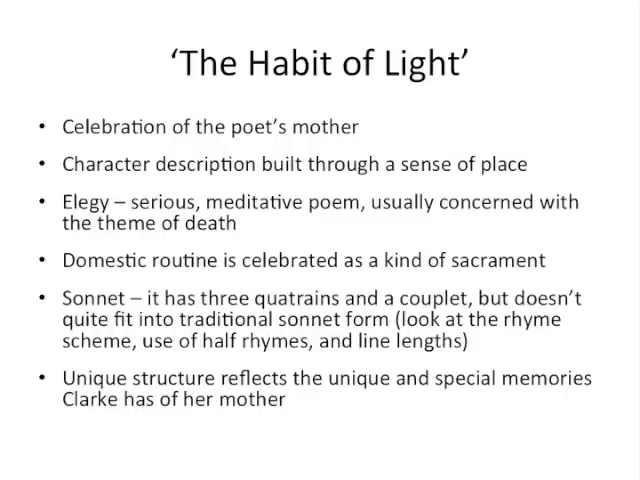 ‘The Habit of Light’
• Celebration of the poet’s mother
• Character description built through a sense of place
• Elegy – serious, meditative poem, usually concerned with
the theme of death
• Domestic routine is celebrated as a kind of sacrament
• Sonnet – it has three quatrains and a couplet, but doesn’t
quite fit into traditional sonnet form (look at the rhyme
scheme, use of half rhymes, and line lengths)
• Unique structure reflects the unique and special memories
Clarke has of her mother